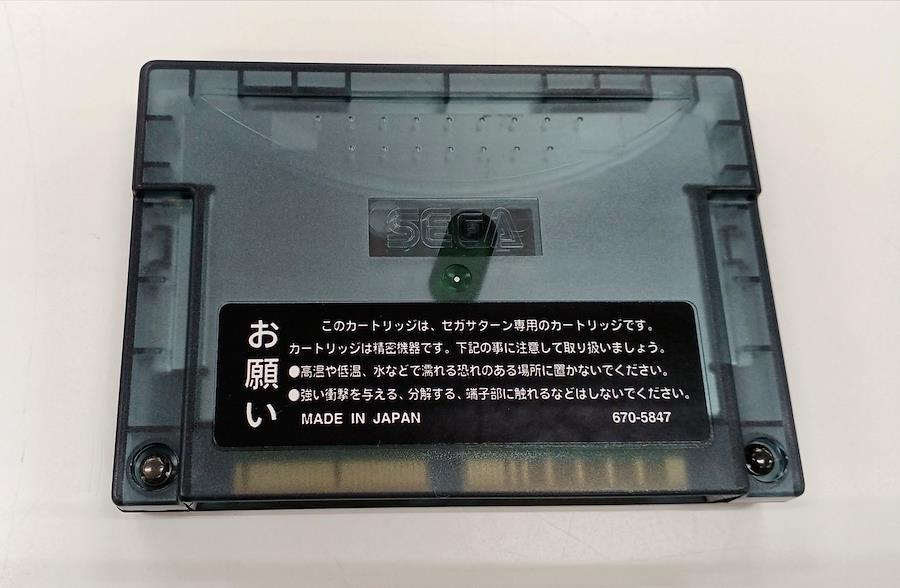 SEGA
お願い
このカートリッジは、セガサターン専用のカートリッジです。
カートリッジは精密機器です。下記の事に注意して取り扱いましょう。
●高温や低温、水などで濡れる恐れのある場所に置かないでください。
●強い衝撃を与える、分解する、端子部に触れるなどはしないでください。
MADE IN JAPAN
670-5847